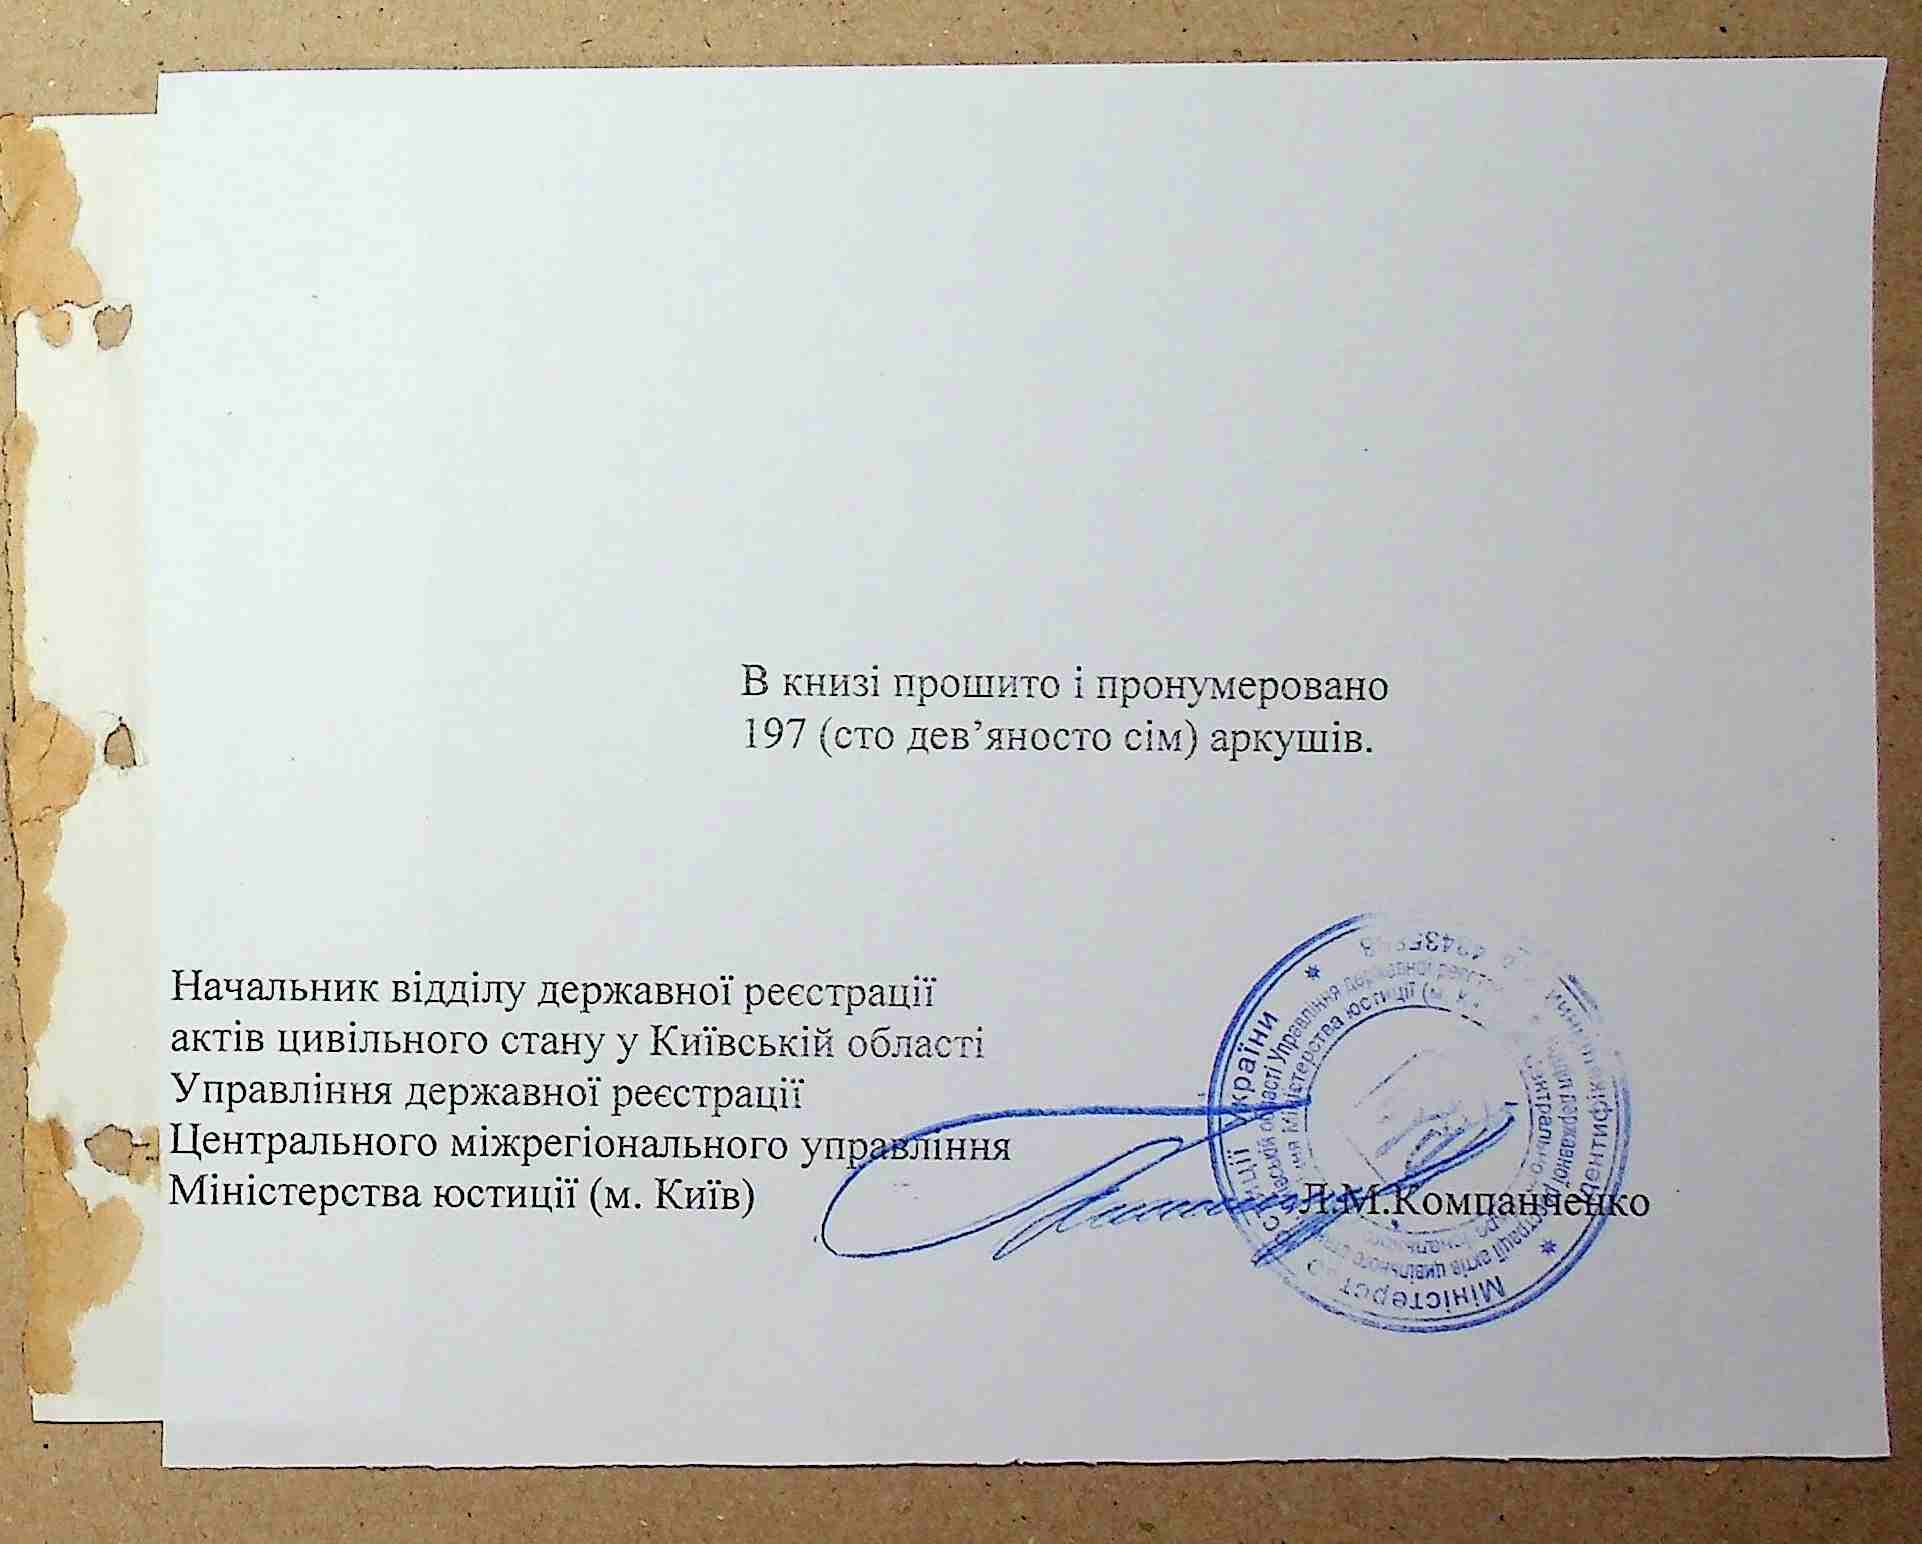 В книзі прошито і пронумеровано
197 (сто дев’яносто сім) аркушів.
Начальник відділу державної реєстрації
актів цивільного стану у Київській області
Управління державної реєстрації
Центрального міжрегіонального управління
Міністерства юстиції (м. Київ)
Л.М.Компанченко
України